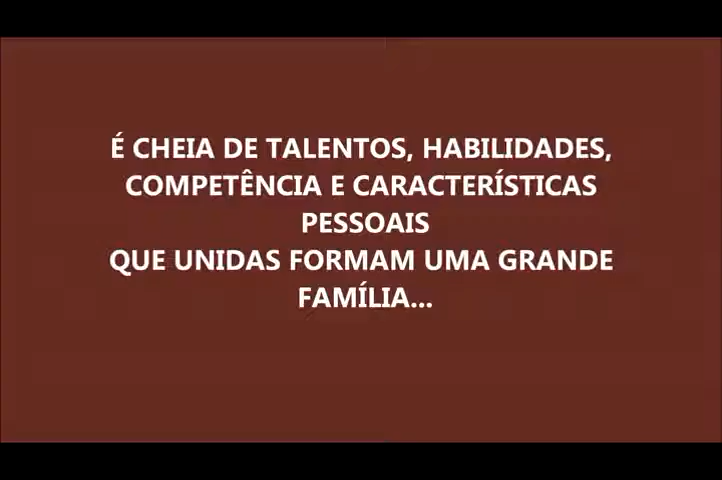 É CHEIA DE TALENTOS, HABILIDADES,
COMPETÊNCIA E CARACTERÍSTICAS
PESSOAIS
QUE UNIDAS FORMAM UMA GRANDE
FAMÍLIA...